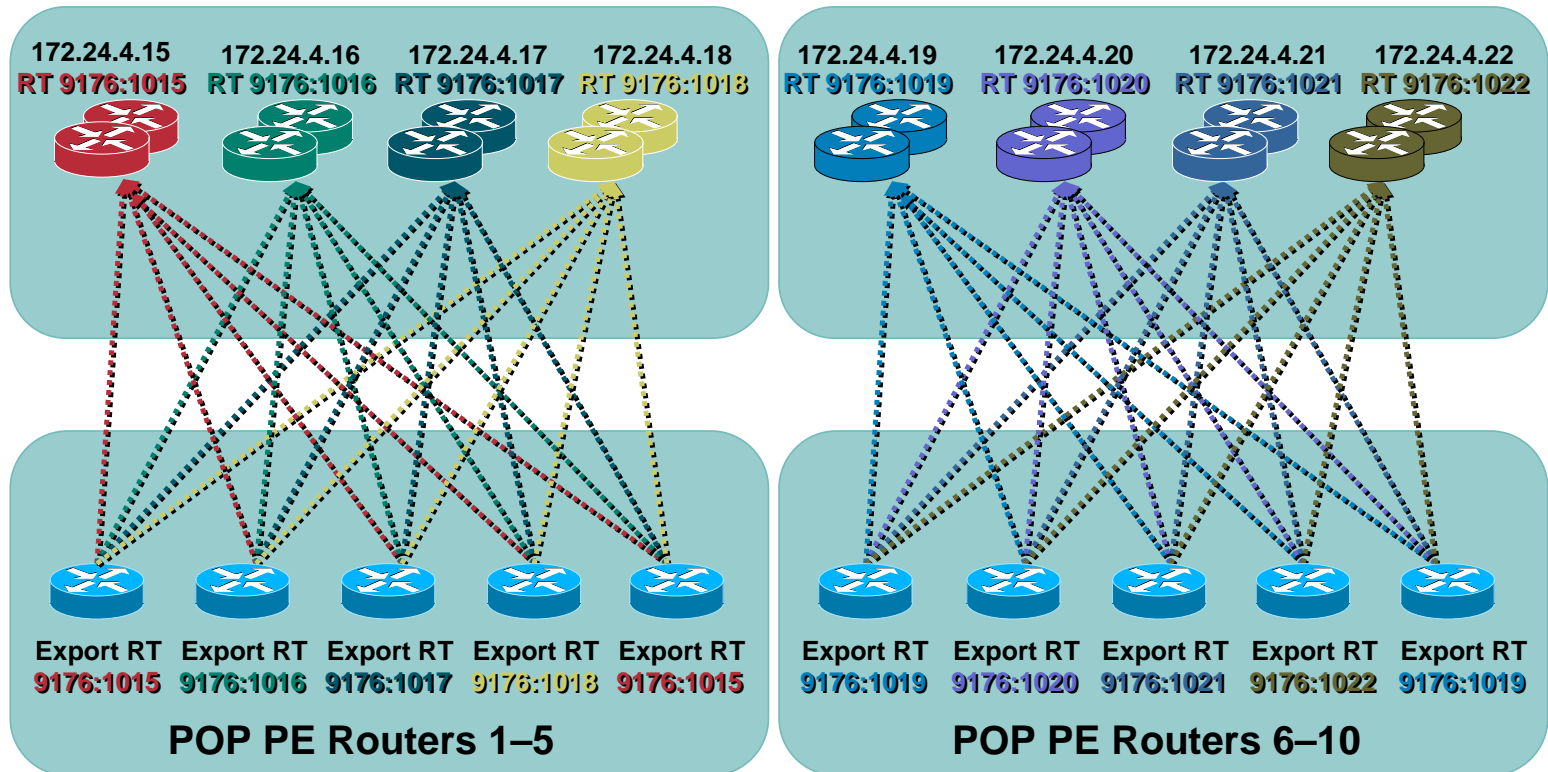 172.24.4.15
RT 9176:1015
172.24.4.16
RT 9176:1016
172.24.4.17
RT 9176:1017
172.24.4.18
RT 9176:1018
172.24.4.19
RT 9176:1019
172.24.4.20
RT 9176:1020
172.24.4.21
RT 9176:1021
172.24.4.22
RT 9176:1022
Export RT
9176:1015
Export RT
9176:1016
Export RT
9176:1017
Export RT
9176:1018
Export RT
9176:1015
POP PE Routers 1–5
Export RT
9176:1019
Export RT
9176:1020
Export RT
9176:1021
Export RT
9176:1022
Export RT
9176:1019
POP PE Routers 6–10